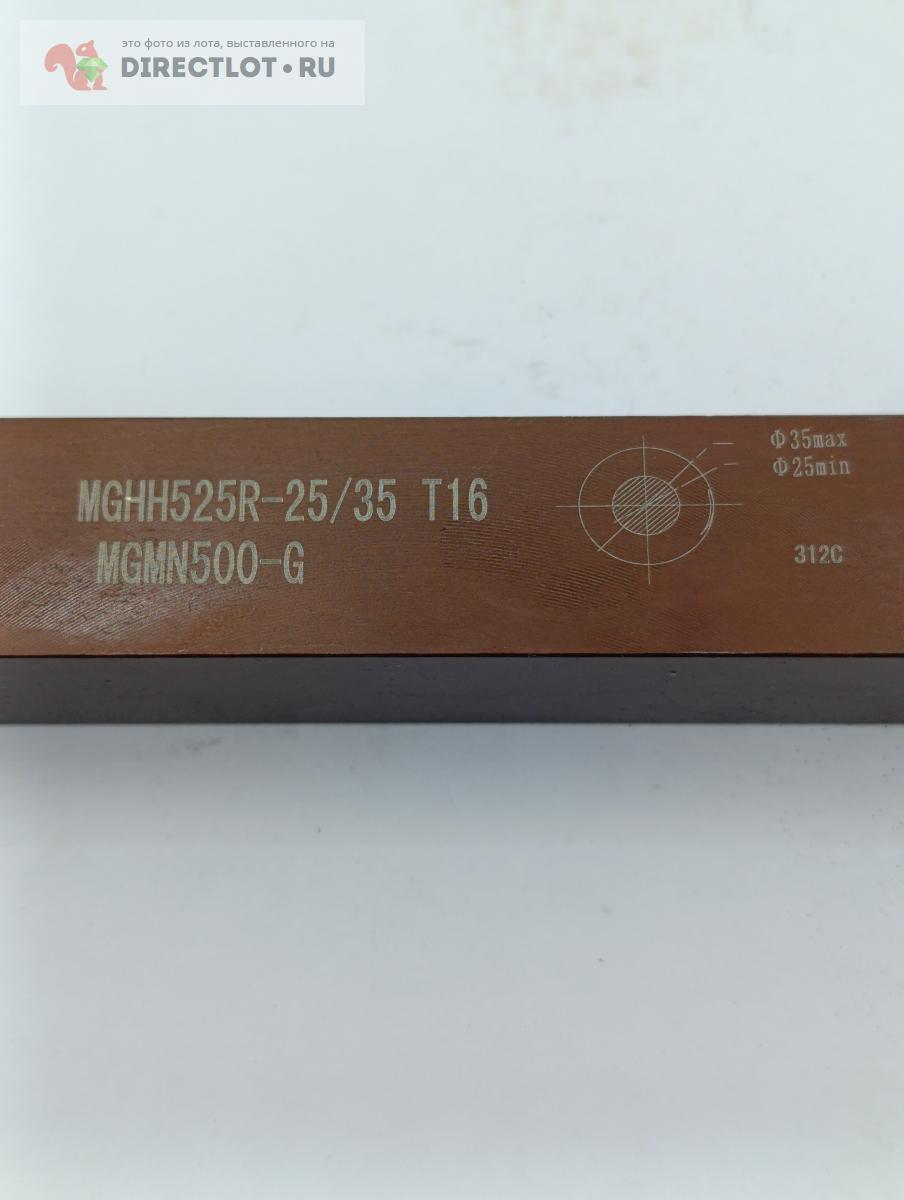 это фото из лота, выставленного на
DIRECTLOT•RU
MGHH525R-25/35 T16
MGMN500-G
Φ35max
Φ25min
312C